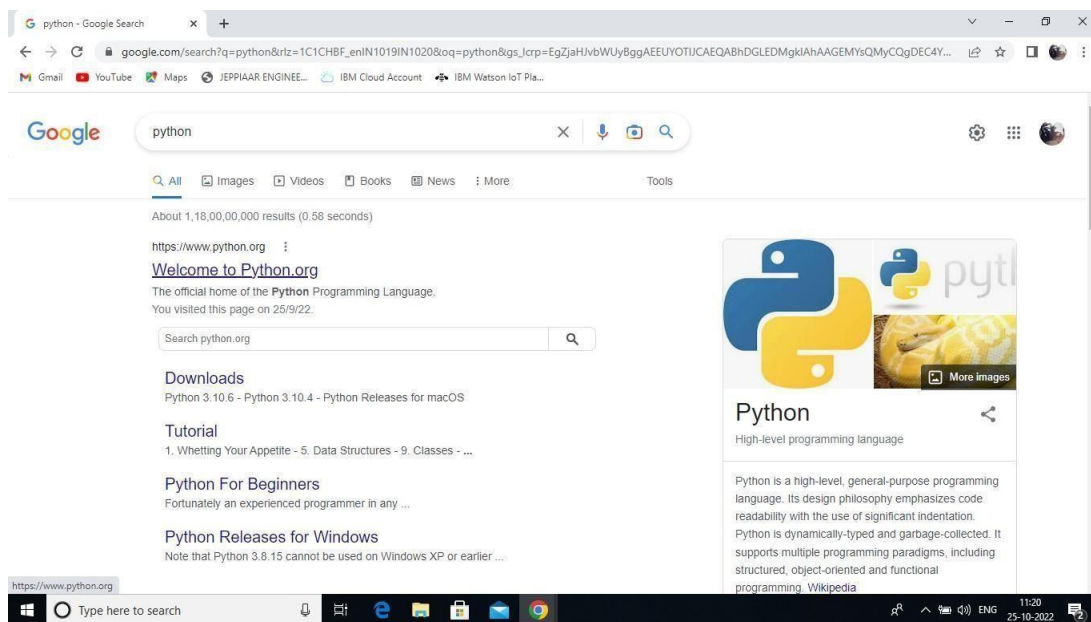 python - Google Search
google.com/search?q=python&rlz=1C1CHBF_enIN1019IN1020&oq=python&gs_lcrp=EgZjaHJvbWUyBggAEEUYOTIJCAEQABhDGLEDMgkIAhAAGEMYsQMyCQgDEC4Y...
Gmail YouTube Maps JEPPIAAR ENGINEE... IBM Cloud Account IBM Watson IoT Pla...
Google
python
All Images Videos Books News More Tools
About 1,18,00,00,000 results (0.58 seconds)
https://www.python.org
Welcome to Python.org
The official home of the Python Programming Language.
You visited this page on 25/9/22.
Search python.org
Downloads
Python 3.10.6 - Python 3.10.4 - Python Releases for macOS
Tutorial
1. Whetting Your Appetite - 5. Data Structures - 9. Classes - ...
Python For Beginners
Fortunately an experienced programmer in any ...
Python Releases for Windows
Note that Python 3.8.15 cannot be used on Windows XP or earlier ...
pytl
More images
Python
High-level programming language
Python is a high-level, general-purpose programming
language. Its design philosophy emphasizes code
readability with the use of significant indentation.
Python is dynamically-typed and garbage-collected. It
supports multiple programming paradigms, including
structured, object-oriented and functional
programming. Wikipedia
https://www.python.org
Type here to search
ENG
11:20
25-10-2022
2